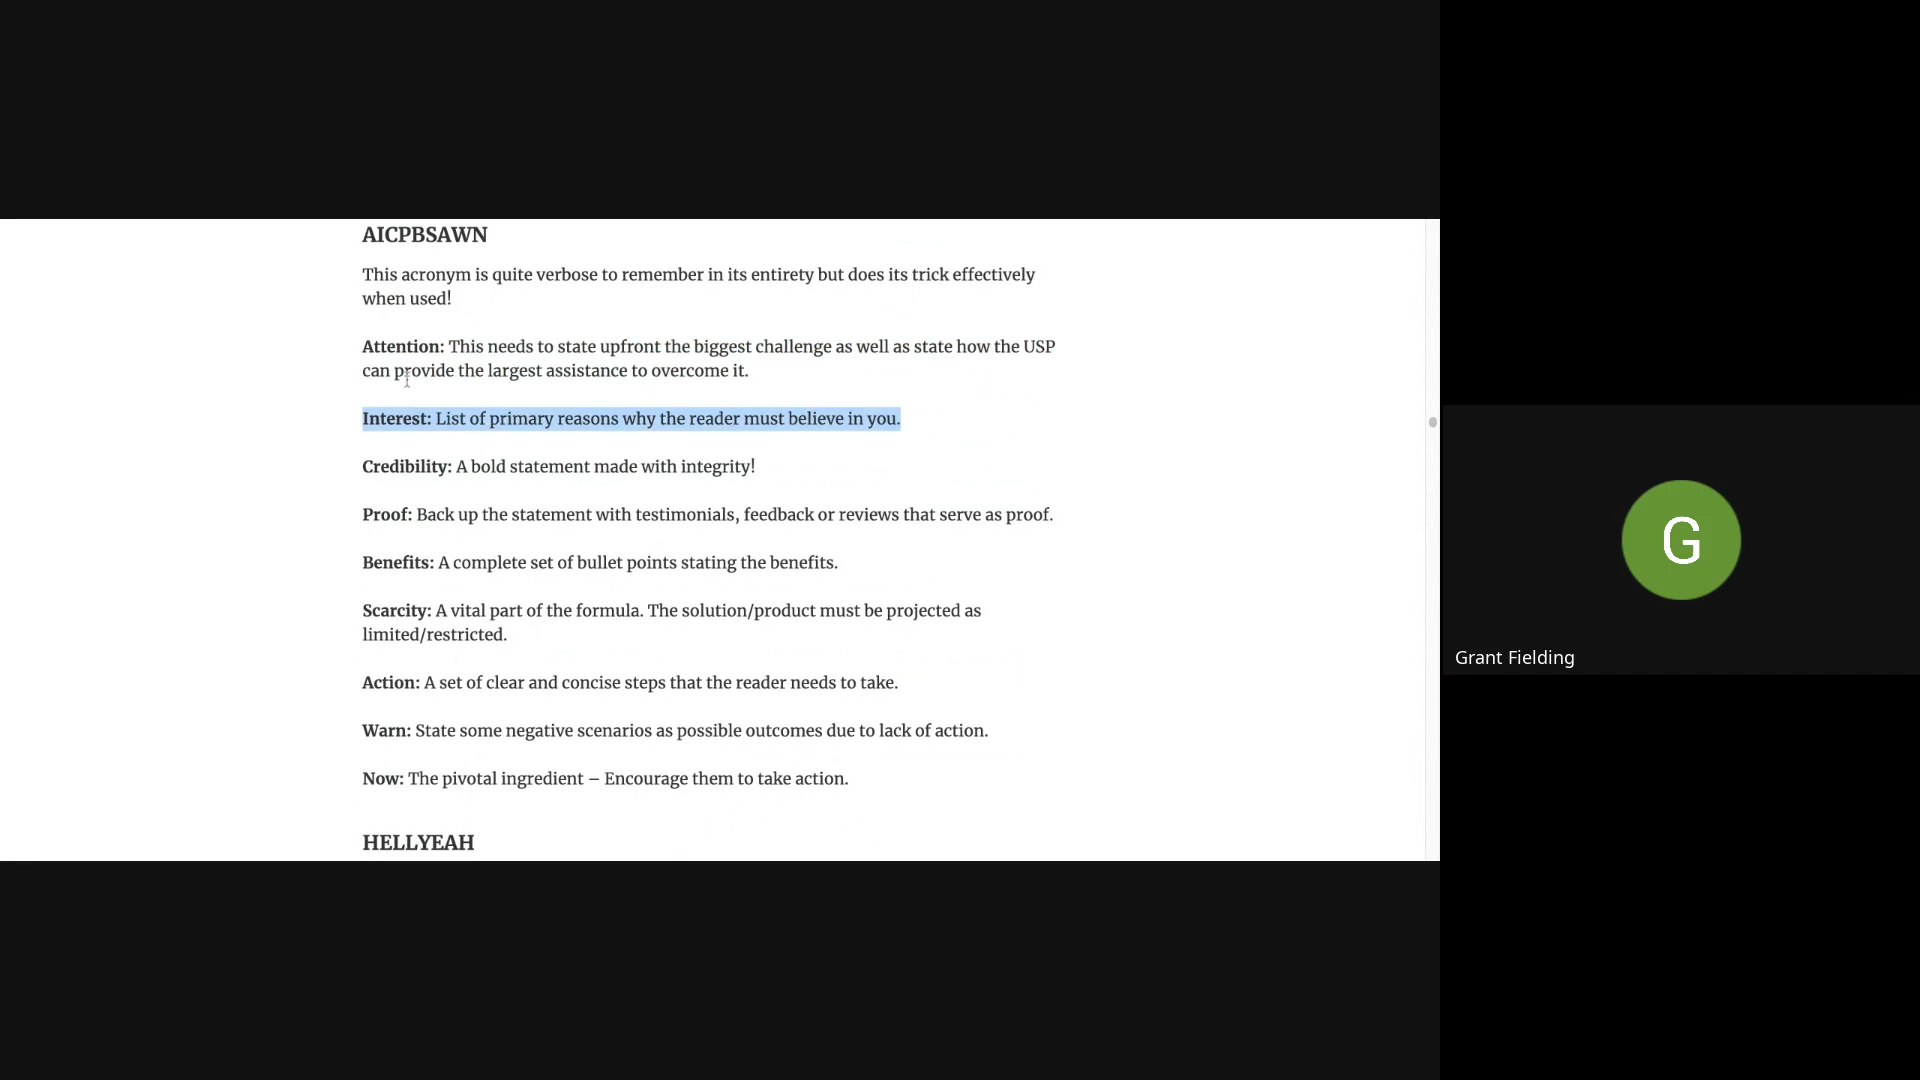 AICPBSAWN
This acronym is quite verbose to remember in its entirety but does its trick effectively
when used!
Attention: This needs to state upfront the biggest challenge as well as state how the USP
can provide the largest assistance to overcome it.
Interest: List of primary reasons why the reader must believe in you.
Credibility: A bold statement made with integrity!
Proof: Back up the statement with testimonials, feedback or reviews that serve as proof.
Benefits: A complete set of bullet points stating the benefits.
Scarcity: A vital part of the formula. The solution/product must be projected as
limited/restricted.
Action: A set of clear and concise steps that the reader needs to take.
Warn: State some negative scenarios as possible outcomes due to lack of action.
Now: The pivotal ingredient – Encourage them to take action.
HELLYEAH
G
Grant Fielding